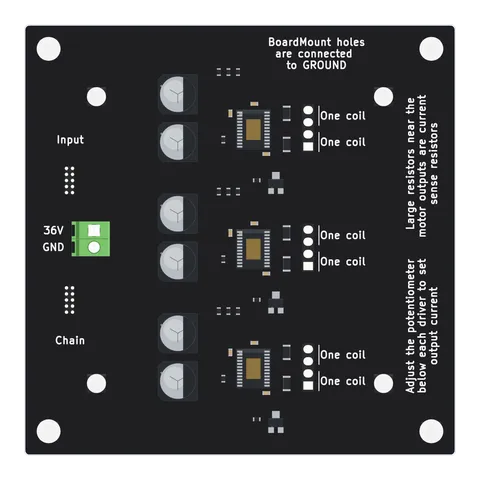 BoardMount holes
are connected
to GROUND
One coil
One coil
Input
36V
GND
One coil
One coil
Chain
One coil
One coil
Large resistors near the
motor outputs are current
sense resistors
Adjust the potentiometer
below each driver to set
output current